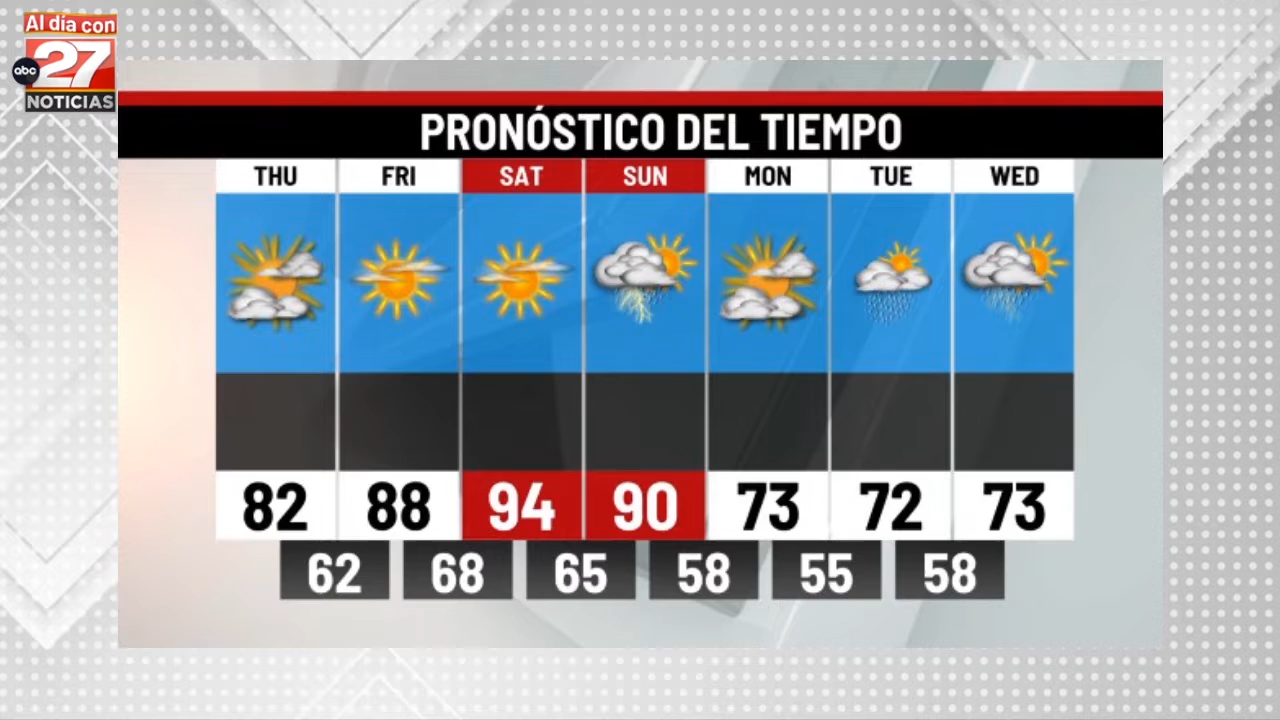 Al día con
abc 27
NOTICIAS
PRONÓSTICO DEL TIEMPO
THU FRI SAT SUN MON TUE WED
82 88 94 90 73 72 73
62 68 65 58 55 58